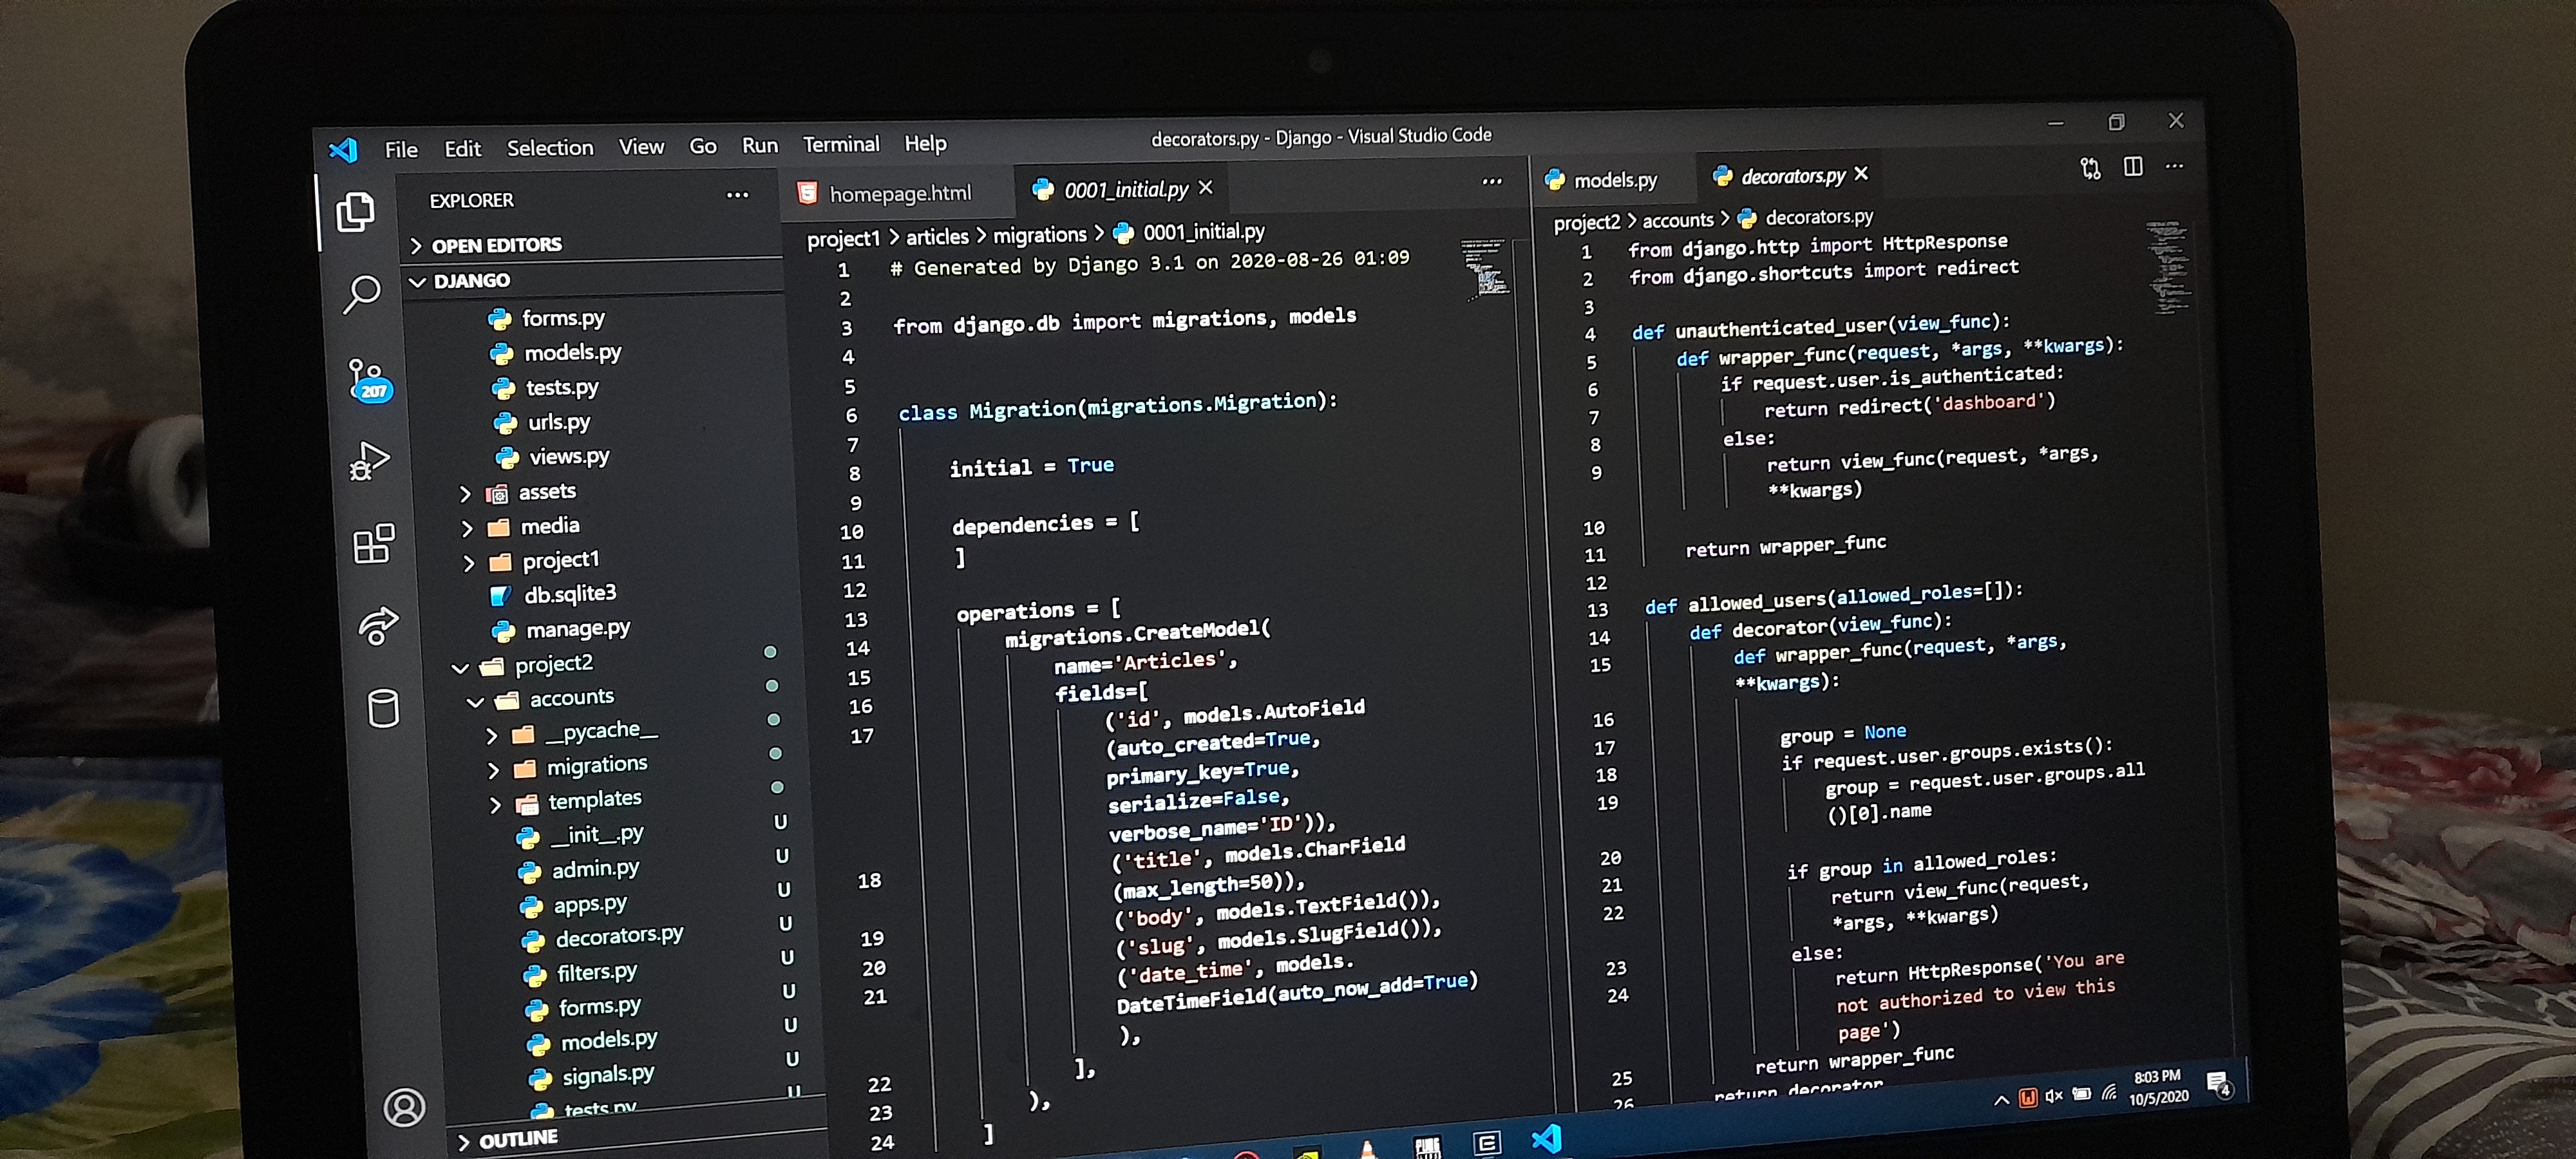 File Edit Selection View Go Run Terminal Help
decorators.py - Django - Visual Studio Code
EXPLORER
OPEN EDITORS
DJANGO
forms.py
models.py
tests.py
urls.py
views.py
assets
media
project1
db.sqlite3
manage.py
project2
accounts
__pycache__
migrations
templates
__init__.py U
admin.py U
apps.py U
decorators.py U
filters.py U
forms.py U
models.py U
signals.py U
tests.py U
OUTLINE
207
homepage.html 0001_initial.py
project1 > articles > migrations > 0001_initial.py
1 # Generated by Django 3.1 on 2020-08-26 01:09
2
3 from django.db import migrations, models
4
5
6 class Migration(migrations.Migration):
7
8 initial = True
9
10 dependencies = [
11 ]
12
13 operations = [
14 migrations.CreateModel(
15 name='Articles',
16 fields=[
17 ('id', models.AutoField
(auto_created=True,
primary_key=True,
serialize=False,
verbose_name='ID')),
18 ('title', models.CharField
(max_length=50)),
19 ('body', models.TextField()),
20 ('slug', models.SlugField()),
21 ('date_time', models.
DateTimeField(auto_now_add=True)
),
22 ],
23 ),
24 ]
models.py decorators.py
project2 > accounts > decorators.py
1 from django.http import HttpResponse
2 from django.shortcuts import redirect
3
4 def unauthenticated_user(view_func):
5 def wrapper_func(request, *args, **kwargs):
6 if request.user.is_authenticated:
7 return redirect('dashboard')
8 else:
9 return view_func(request, *args,
**kwargs)
10
11 return wrapper_func
12
13 def allowed_users(allowed_roles=[]):
14 def decorator(view_func):
15 def wrapper_func(request, *args,
**kwargs):
16
17 group = None
18 if request.user.groups.exists():
19 group = request.user.groups.all
()[0].name
20
21 if group in allowed_roles:
22 return view_func(request,
*args, **kwargs)
23 else:
24 return HttpResponse('You are
not authorized to view this
page')
25 return wrapper_func
26 return decorator
8:03 PM
10/5/2020
4
PUBG